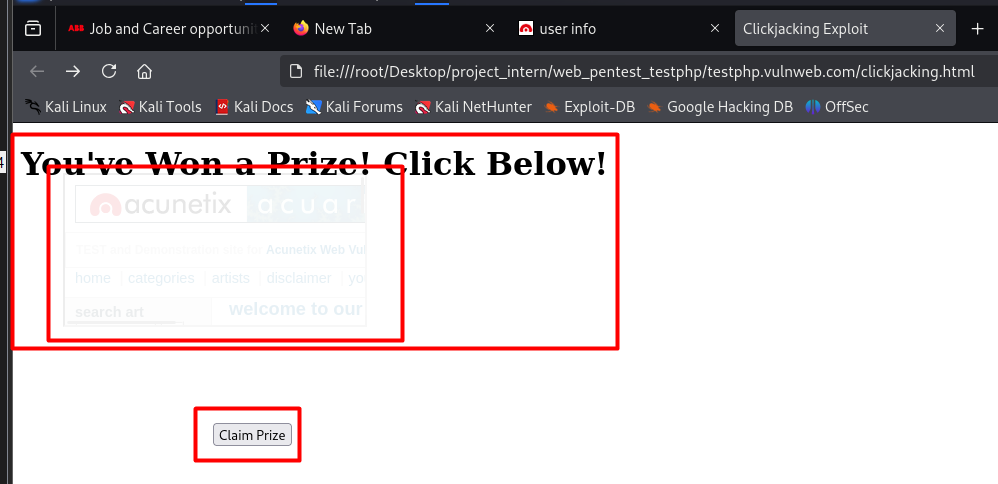 Job and Career opportuni
New Tab
user info
Clickjacking Exploit
file:///root/Desktop/project_intern/web_pentest_testphp/testphp.vulnweb.com/clickjacking.html
Kali Linux Kali Tools Kali Docs Kali Forums Kali NetHunter Exploit-DB Google Hacking DB OffSec
4
You've Won a Prize! Click Below!
acunetix acuar
TEST and Demonstration site for Acunetix Web Vul
home categories artists disclaimer yo
search art
welcome to our
Claim Prize